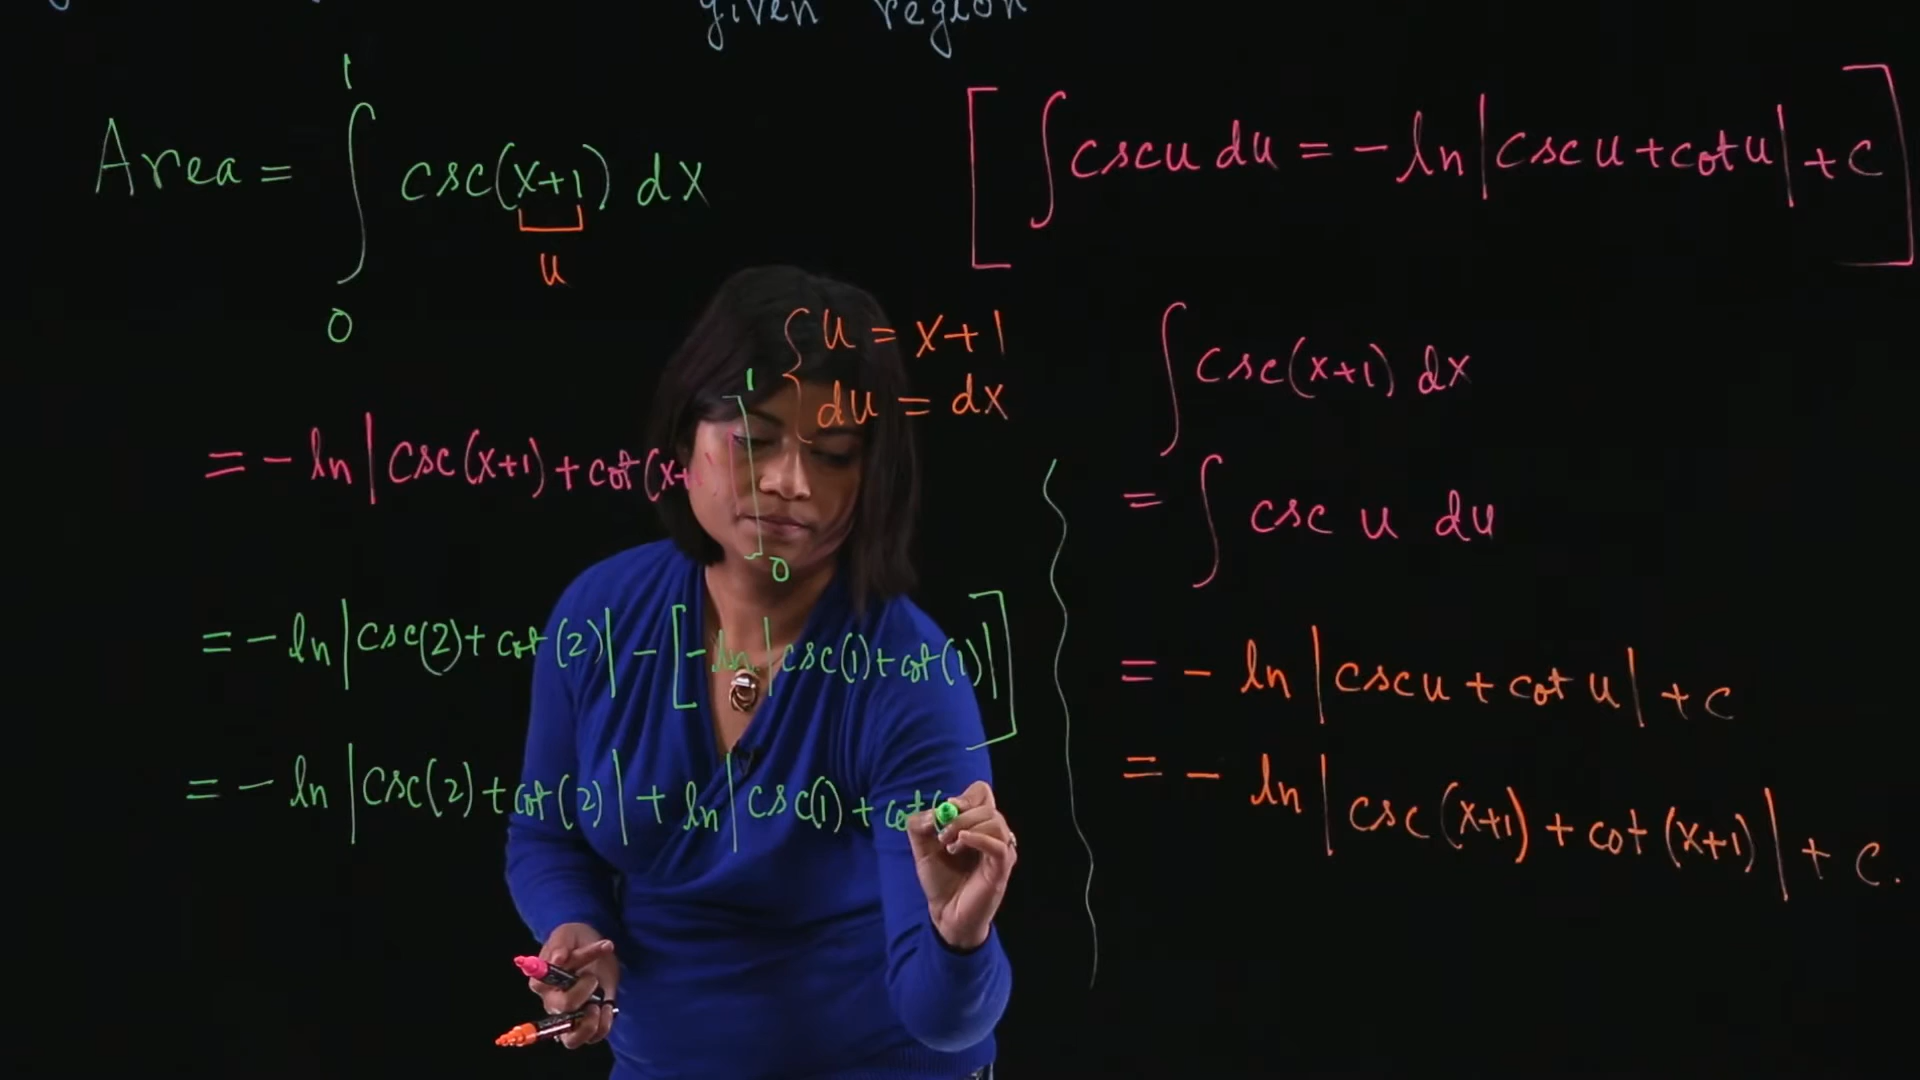 given region
Area = ∫₀¹ csc(x+1) dx
u
[∫ csc u du = -ln|csc u + cot u| + c]
{ u = x+1
du = dx
= -ln|csc(x+1) + cot(x+1)|]₀¹
= -ln|csc(2) + cot(2)| - [-ln|csc(1) + cot(1)|]
= -ln|csc(2) + cot(2)| + ln|csc(1) + cot(
∫ csc(x+1) dx
= ∫ csc u du
= - ln|csc u + cot u| + c
= - ln|csc(x+1) + cot(x+1)| + c.